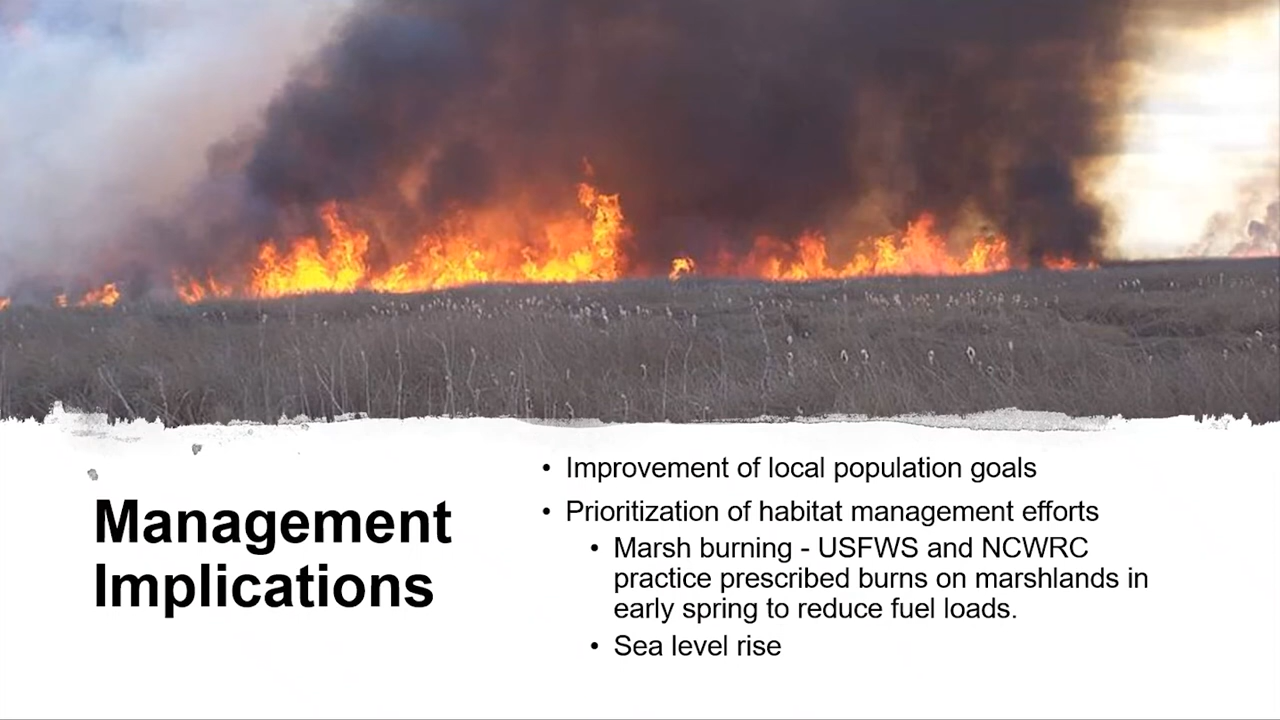 Management
Implications
• Improvement of local population goals
• Prioritization of habitat management efforts
• Marsh burning - USFWS and NCWRC
practice prescribed burns on marshlands in
early spring to reduce fuel loads.
• Sea level rise